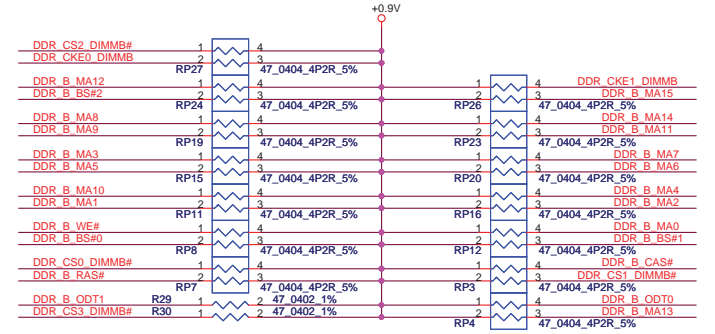 +0.9V
DDR_CS2_DIMMB# 1 4
DDR_CKE0_DIMMB 2 3
RP27 47_0404_4P2R_5%
DDR_B_MA12 1 4
DDR_B_BS#2 2 3
RP24 47_0404_4P2R_5%
DDR_B_MA8 1 4
DDR_B_MA9 2 3
RP19 47_0404_4P2R_5%
DDR_B_MA3 1 4
DDR_B_MA5 2 3
RP15 47_0404_4P2R_5%
DDR_B_MA10 1 4
DDR_B_MA1 2 3
RP11 47_0404_4P2R_5%
DDR_B_WE# 1 4
DDR_B_BS#0 2 3
RP8 47_0404_4P2R_5%
DDR_CS0_DIMMB# 1 4
DDR_B_RAS# 2 3
RP7 47_0404_4P2R_5%
DDR_B_ODT1 R29 1 2 47_0402_1%
DDR_CS3_DIMMB# R30 1 2 47_0402_1%
1 4 DDR_CKE1_DIMMB
2 3 DDR_B_MA15
RP26 47_0404_4P2R_5%
1 4 DDR_B_MA14
2 3 DDR_B_MA11
RP23 47_0404_4P2R_5%
1 4 DDR_B_MA7
2 3 DDR_B_MA6
RP20 47_0404_4P2R_5%
1 4 DDR_B_MA4
2 3 DDR_B_MA2
RP16 47_0404_4P2R_5%
1 4 DDR_B_MA0
2 3 DDR_B_BS#1
RP12 47_0404_4P2R_5%
1 4 DDR_B_CAS#
2 3 DDR_CS1_DIMMB#
RP3 47_0404_4P2R_5%
1 4 DDR_B_ODT0
2 3 DDR_B_MA13
RP4 47_0404_4P2R_5%